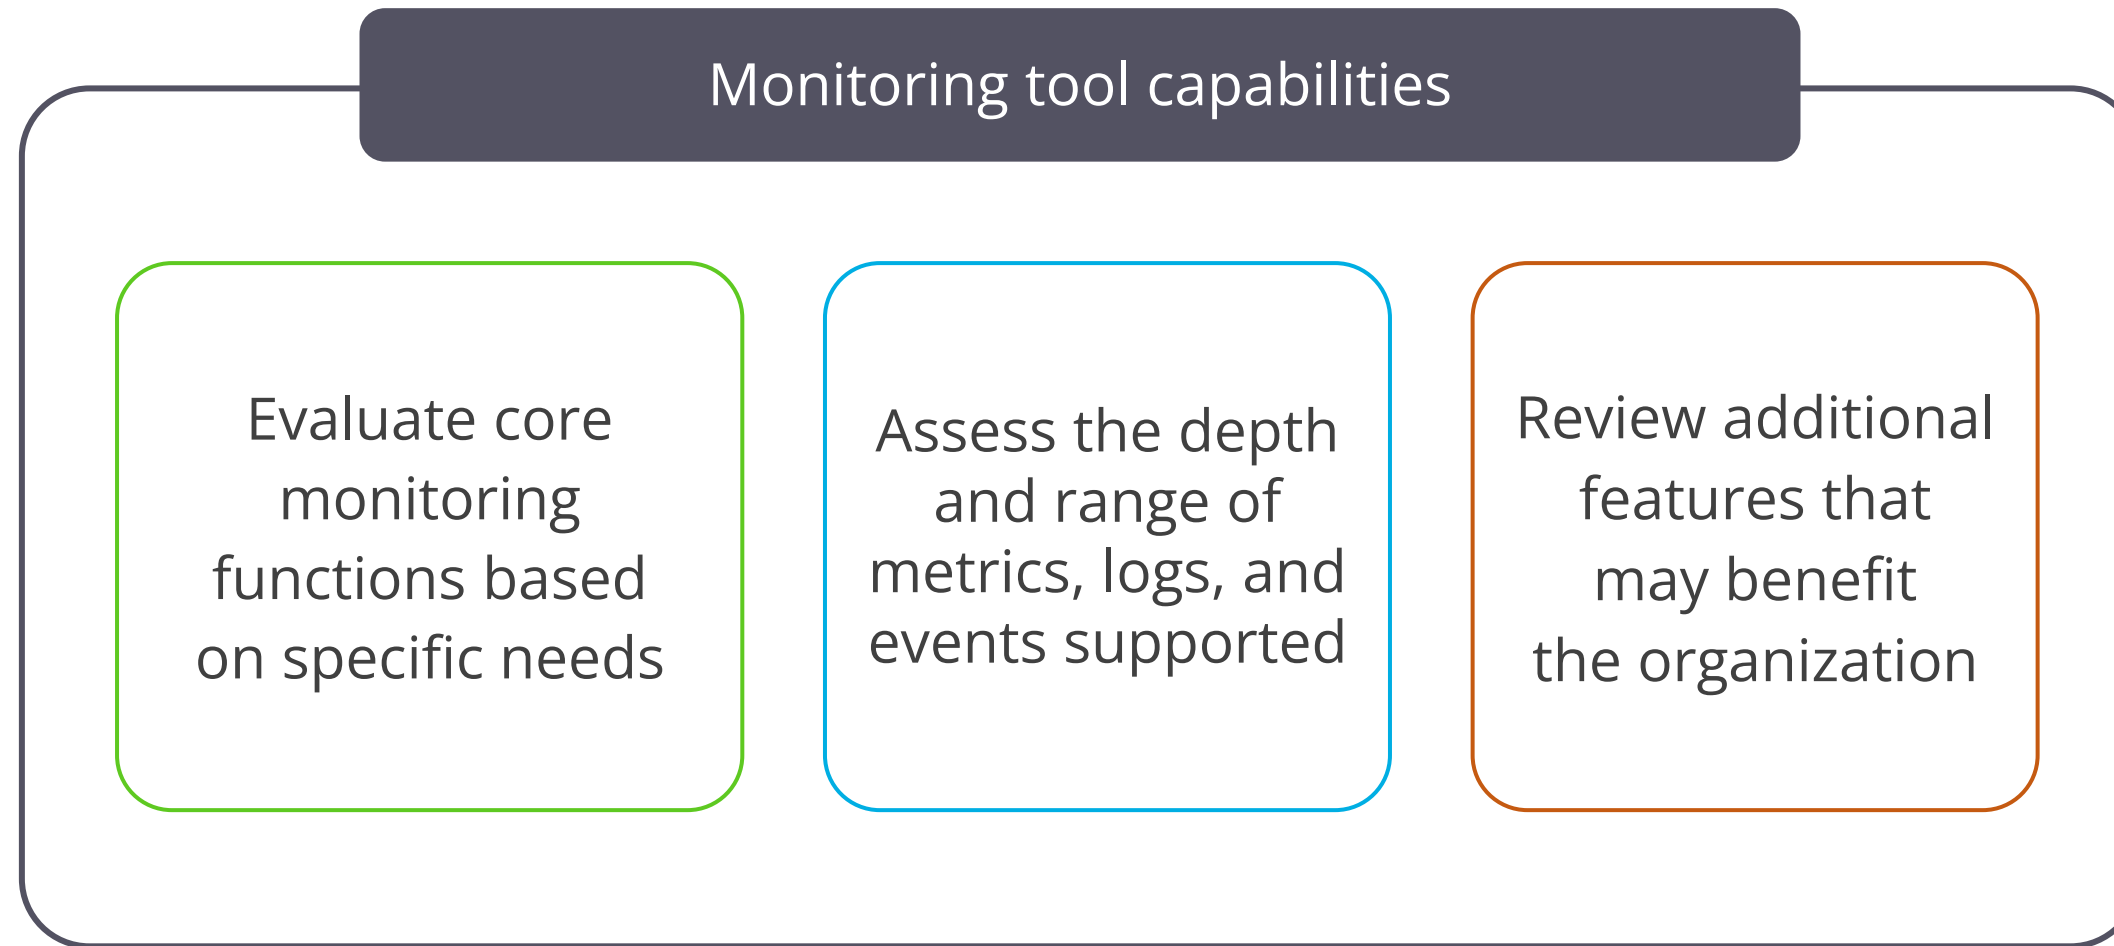 Monitoring tool capabilities
Evaluate core
monitoring
functions based
on specific needs
Assess the depth
and range of
metrics, logs, and
events supported
Review additional
features that
may benefit
the organization